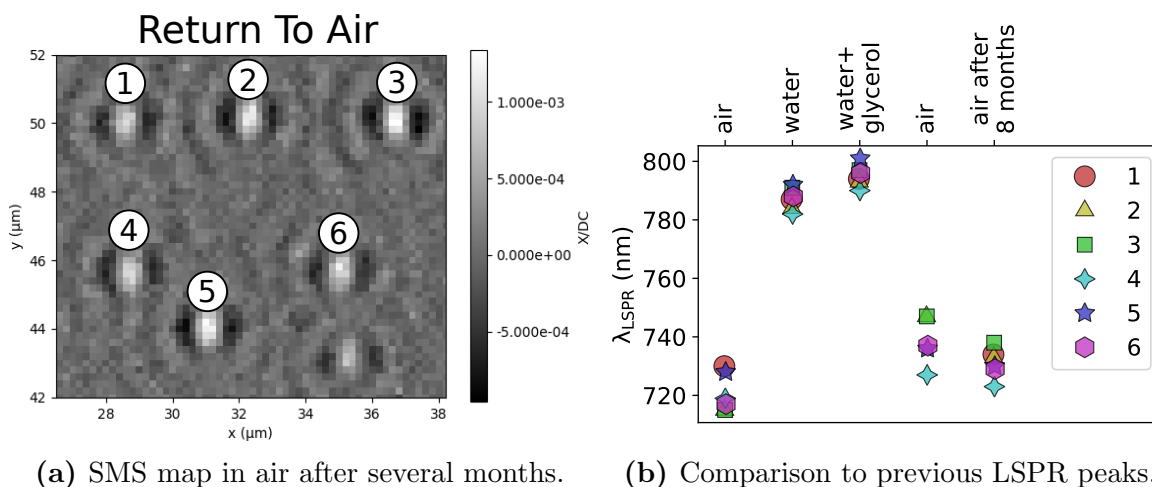 Return To Air
52
50
48
46
44
42
y (μm)
28
30
32
34
36
38
x (μm)
1
2
3
4
6
5
1.000e-03
5.000e-04
0.000e+00
-5.000e-04
X/DC
air
water
water+
glycerol
air
air after
8 months
800
780
760
740
720
λLSPR (nm)
1
2
3
4
5
6
(a) SMS map in air after several months.
(b) Comparison to previous LSPR peaks.